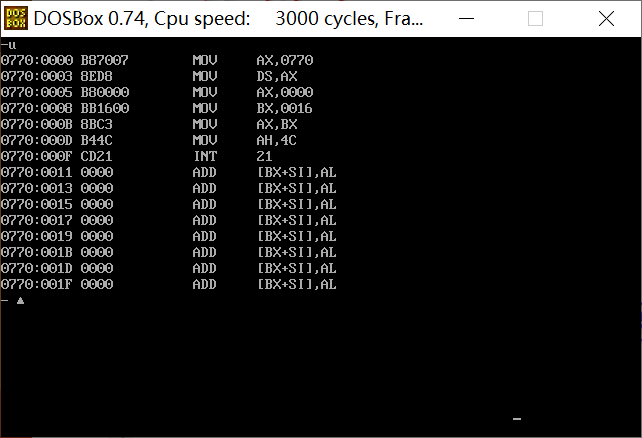 DOS BOX DOSBox 0.74, Cpu speed: 3000 cycles, Fra...
-u
0770:0000 B87007 MOV AX,0770
0770:0003 8ED8 MOV DS,AX
0770:0005 B80000 MOV AX,0000
0770:0008 BB1600 MOV BX,0016
0770:000B 8BC3 MOV AX,BX
0770:000D B44C MOV AH,4C
0770:000F CD21 INT 21
0770:0011 0000 ADD [BX+SI],AL
0770:0013 0000 ADD [BX+SI],AL
0770:0015 0000 ADD [BX+SI],AL
0770:0017 0000 ADD [BX+SI],AL
0770:0019 0000 ADD [BX+SI],AL
0770:001B 0000 ADD [BX+SI],AL
0770:001D 0000 ADD [BX+SI],AL
0770:001F 0000 ADD [BX+SI],AL
- ▲